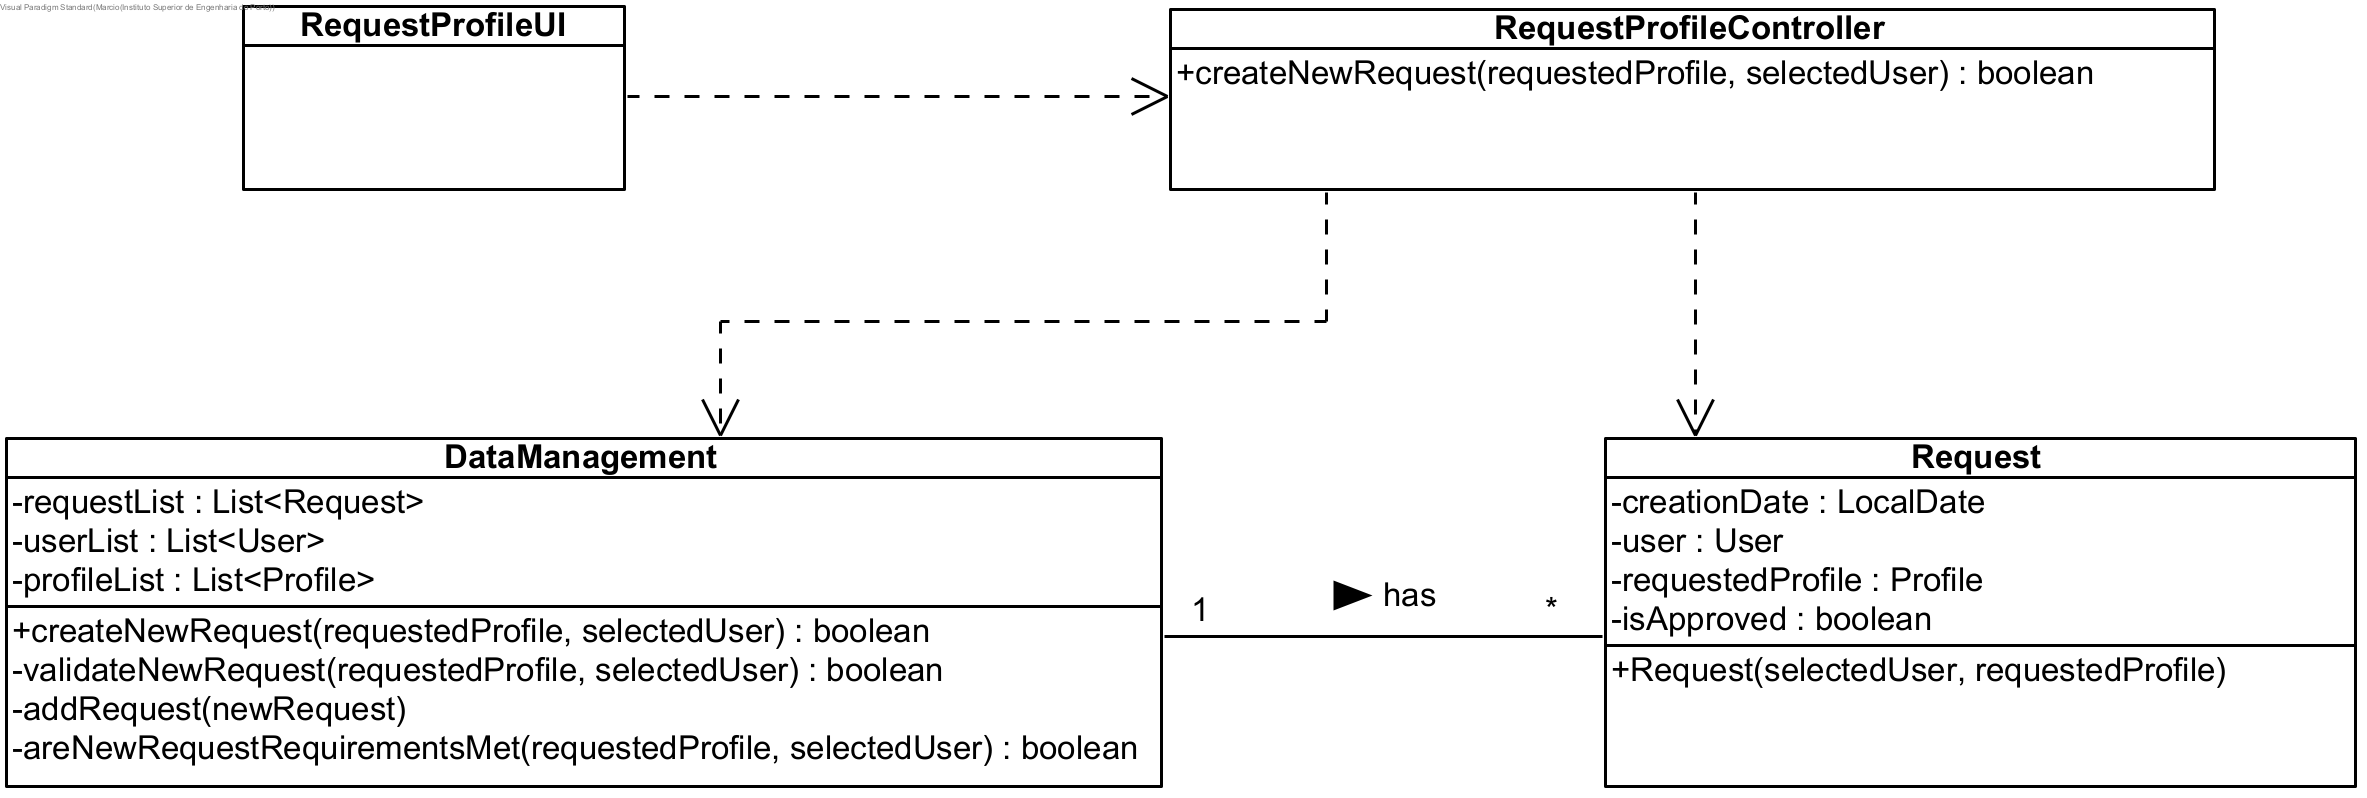 Visual Paradigm Standard(Marcio(Instituto Superior de Engenharia do Porto))
RequestProfileUI
RequestProfileController
+createNewRequest(requestedProfile, selectedUser) : boolean
DataManagement
-requestList : List<Request>
-userList : List<User>
-profileList : List<Profile>
+createNewRequest(requestedProfile, selectedUser) : boolean
-validateNewRequest(requestedProfile, selectedUser) : boolean
-addRequest(newRequest)
-areNewRequestRequirementsMet(requestedProfile, selectedUser) : boolean
1
has
*
Request
-creationDate : LocalDate
-user : User
-requestedProfile : Profile
-isApproved : boolean
+Request(selectedUser, requestedProfile)